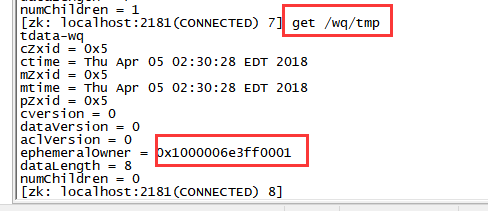 numChildren = 1
[zk: localhost:2181(CONNECTED) 7] get /wq/tmp
tdata-wq
cZxid = 0x5
ctime = Thu Apr 05 02:30:28 EDT 2018
mZxid = 0x5
mtime = Thu Apr 05 02:30:28 EDT 2018
pZxid = 0x5
cversion = 0
dataVersion = 0
aclVersion = 0
ephemeralOwner = 0x1000006e3ff0001
dataLength = 8
numChildren = 0
[zk: localhost:2181(CONNECTED) 8]